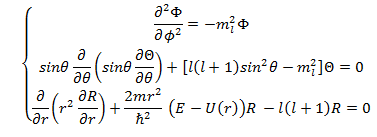 ∂²Φ/∂ϕ² = −m_l²Φ
sinθ ∂/∂θ (sinθ ∂Θ/∂θ) + [l(l + 1)sin²θ − m_l²]Θ = 0
∂/∂r (r² ∂R/∂r) + 2mr²/ħ² (E − U(r))R − l(l + 1)R = 0